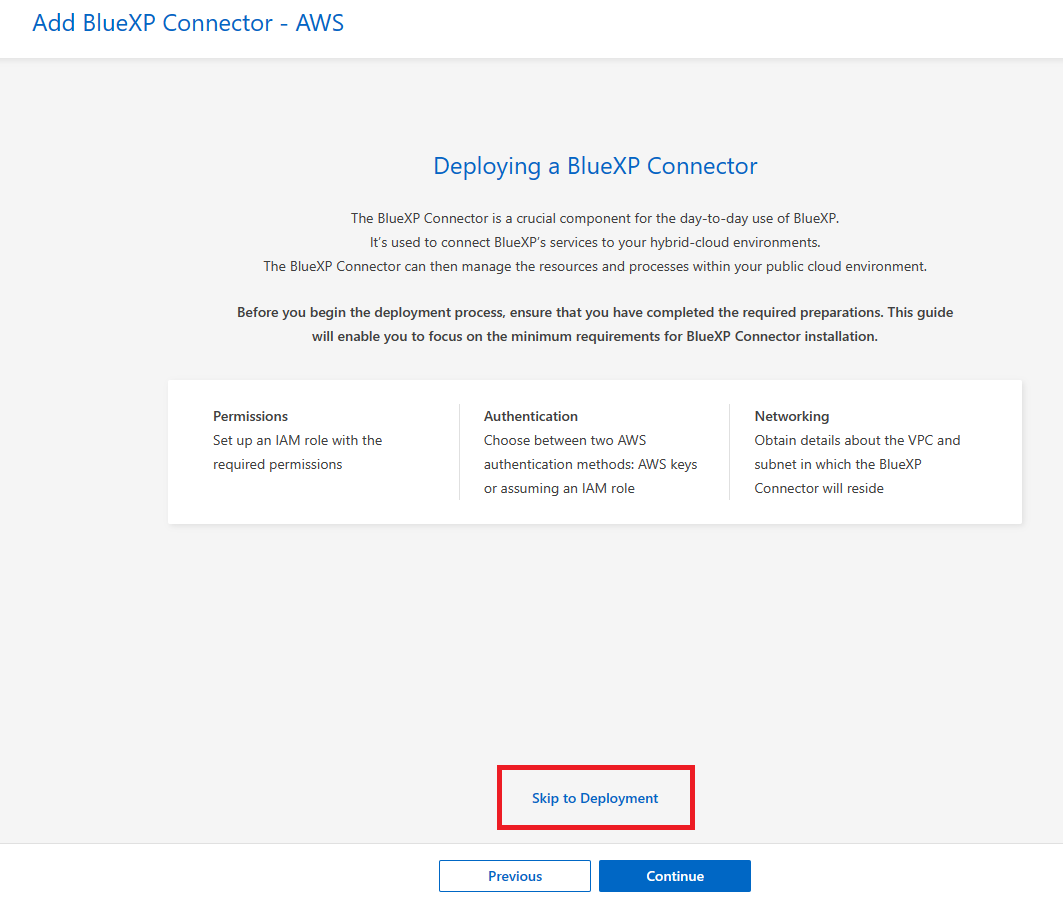 Add BlueXP Connector - AWS
Deploying a BlueXP Connector
The BlueXP Connector is a crucial component for the day-to-day use of BlueXP.
It's used to connect BlueXP's services to your hybrid-cloud environments.
The BlueXP Connector can then manage the resources and processes within your public cloud environment.
Before you begin the deployment process, ensure that you have completed the required preparations. This guide
will enable you to focus on the minimum requirements for BlueXP Connector installation.
Permissions
Set up an IAM role with the
required permissions
Authentication
Choose between two AWS
authentication methods: AWS keys
or assuming an IAM role
Networking
Obtain details about the VPC and
subnet in which the BlueXP
Connector will reside
Skip to Deployment
Previous
Continue